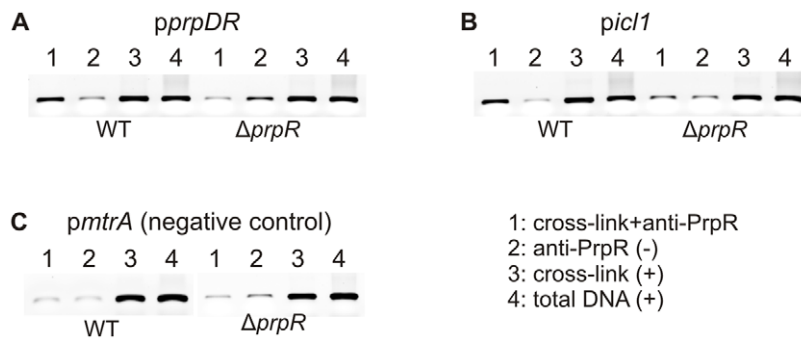 A pprpDR
1 2 3 4 1 2 3 4
WT ΔprpR
B picl1
1 2 3 4 1 2 3 4
WT ΔprpR
C pmtrA (negative control)
1 2 3 4 1 2 3 4
WT ΔprpR
1: cross-link+anti-PrpR
2: anti-PrpR (-)
3: cross-link (+)
4: total DNA (+)